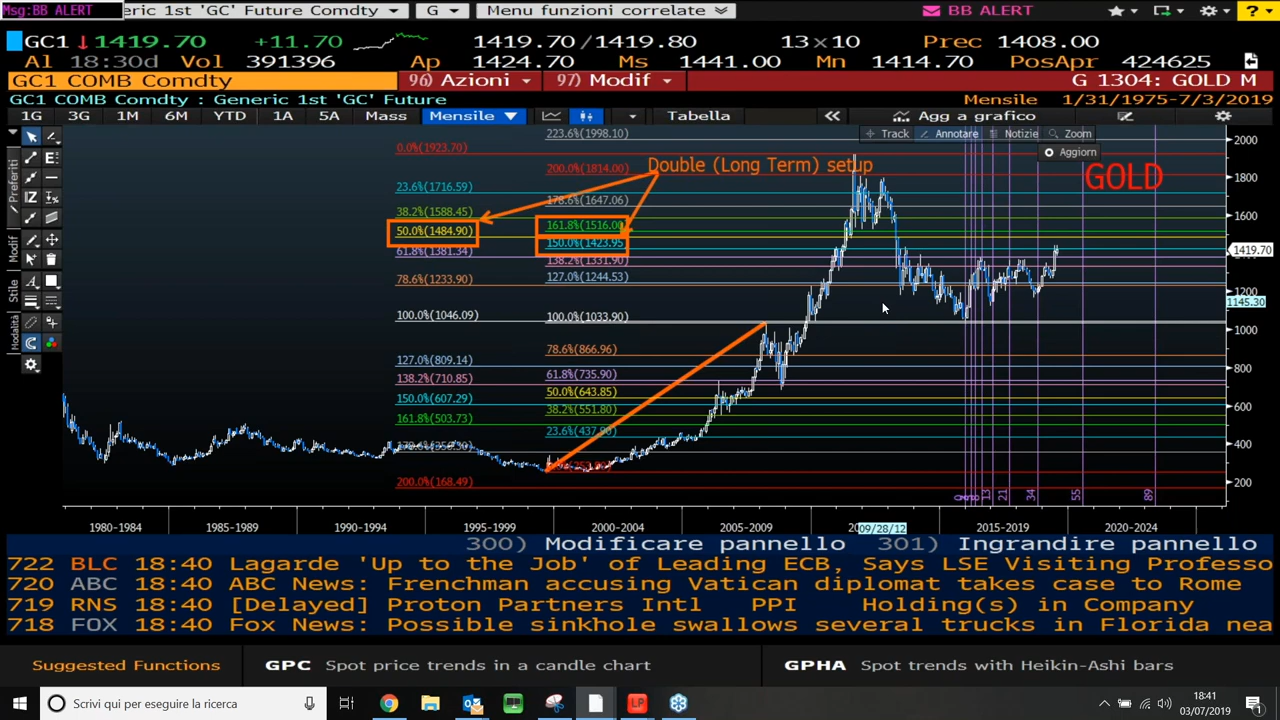 Msg:BB ALERT eric 1st 'GC' Future Comdty G Menu funzioni correlate BB ALERT ?
GC1 1419.70 +11.70 1419.70/1419.80 13x10 Prec 1408.00
Al 18:30d Vol 391396 Ap 1424.70 Ms 1441.00 Mn 1414.70 PosApr 424625
GC1 COMB Comdty 96) Azioni 97) Modif G 1304: GOLD M
GC1 COMB Comdty : Generic 1st 'GC' Future Mensile 1/31/1975-7/3/2019
1G 3G 1M 6M YTD 1A 5A Mass Mensile Tabella Agg a grafico
Track Annotare Notizie Zoom
Aggiorn
GOLD
Double (Long Term) setup
Preferiti
Modif
Stile
Modalità
0.0%(1923.70)
23.6%(1716.59)
38.2%(1588.45)
50.0%(1484.90)
61.8%(1381.34)
78.6%(1233.90)
100.0%(1046.09)
127.0%(809.14)
138.2%(710.85)
150.0%(607.29)
161.8%(503.73)
200.0%(168.49)
223.6%(1998.10)
200.0%(1814.00)
178.6%(1647.06)
161.8%(1516.00)
150.0%(1423.95)
138.2%(1331.90)
127.0%(1244.53)
100.0%(1033.90)
78.6%(866.96)
61.8%(735.90)
50.0%(643.85)
38.2%(551.80)
23.6%(437.90)
2000
1800
1600
1419.70
1200
1145.30
1000
800
600
400
200
0 13 21 34 55 89
1980-1984 1985-1989 1990-1994 1995-1999 2000-2004 2005-2009 09/28/12 2015-2019 2020-2024
300) Modificare pannello 301) Ingrandire pannello
722 BLC 18:40 Lagarde 'Up to the Job' of Leading ECB, Says LSE Visiting Professo
720 ABC 18:40 ABC News: Frenchman accusing Vatican diplomat takes case to Rome
719 RNS 18:40 [Delayed] Proton Partners Intl PPI Holding(s) in Company
718 FOX 18:40 Fox News: Possible sinkhole swallows several trucks in Florida nea
Suggested Functions GPC Spot price trends in a candle chart GPHA Spot trends with Heikin-Ashi bars
Scrivi qui per eseguire la ricerca LP 18:41
03/07/2019